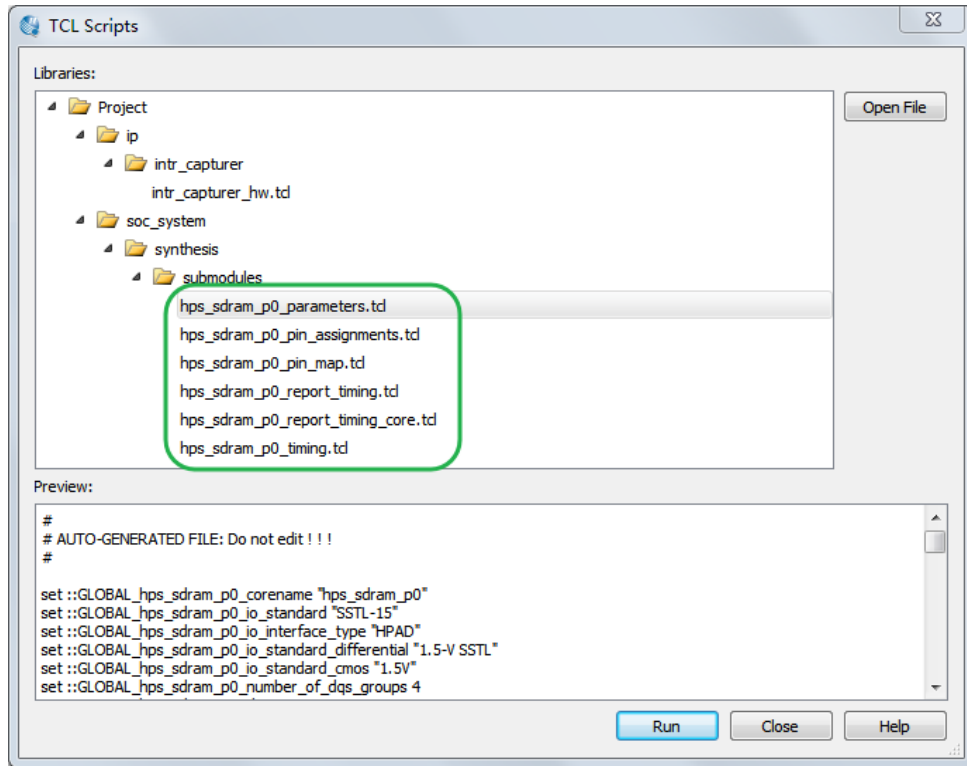 TCL Scripts
Libraries:
Project
Open File
ip
intr_capturer
intr_capturer_hw.tcl
soc_system
synthesis
submodules
hps_sdram_p0_parameters.tcl
hps_sdram_p0_pin_assignments.tcl
hps_sdram_p0_pin_map.tcl
hps_sdram_p0_report_timing.tcl
hps_sdram_p0_report_timing_core.tcl
hps_sdram_p0_timing.tcl
Preview:
#
# AUTO-GENERATED FILE: Do not edit ! ! !
#
set ::GLOBAL_hps_sdram_p0_corename "hps_sdram_p0"
set ::GLOBAL_hps_sdram_p0_io_standard "SSTL-15"
set ::GLOBAL_hps_sdram_p0_io_interface_type "HPAD"
set ::GLOBAL_hps_sdram_p0_io_standard_differential "1.5-V SSTL"
set ::GLOBAL_hps_sdram_p0_io_standard_cmos "1.5V"
set ::GLOBAL_hps_sdram_p0_number_of_dqs_groups 4
Run Close Help